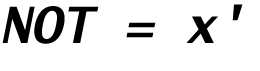 NOT = x'